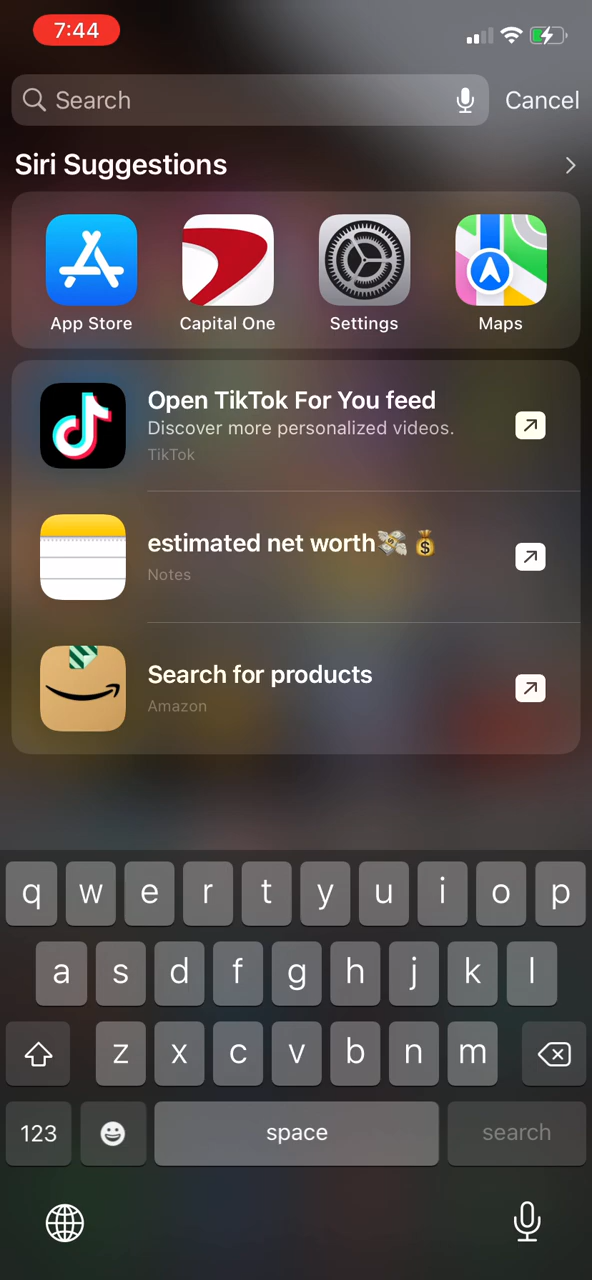 7:44
Search
Cancel
Siri Suggestions
App Store
Capital One
Settings
Maps
Open TikTok For You feed
Discover more personalized videos.
TikTok
estimated net worth💸 💰
Notes
Search for products
Amazon
q w e r t y u i o p
a s d f g h j k l
z x c v b n m
123 space search